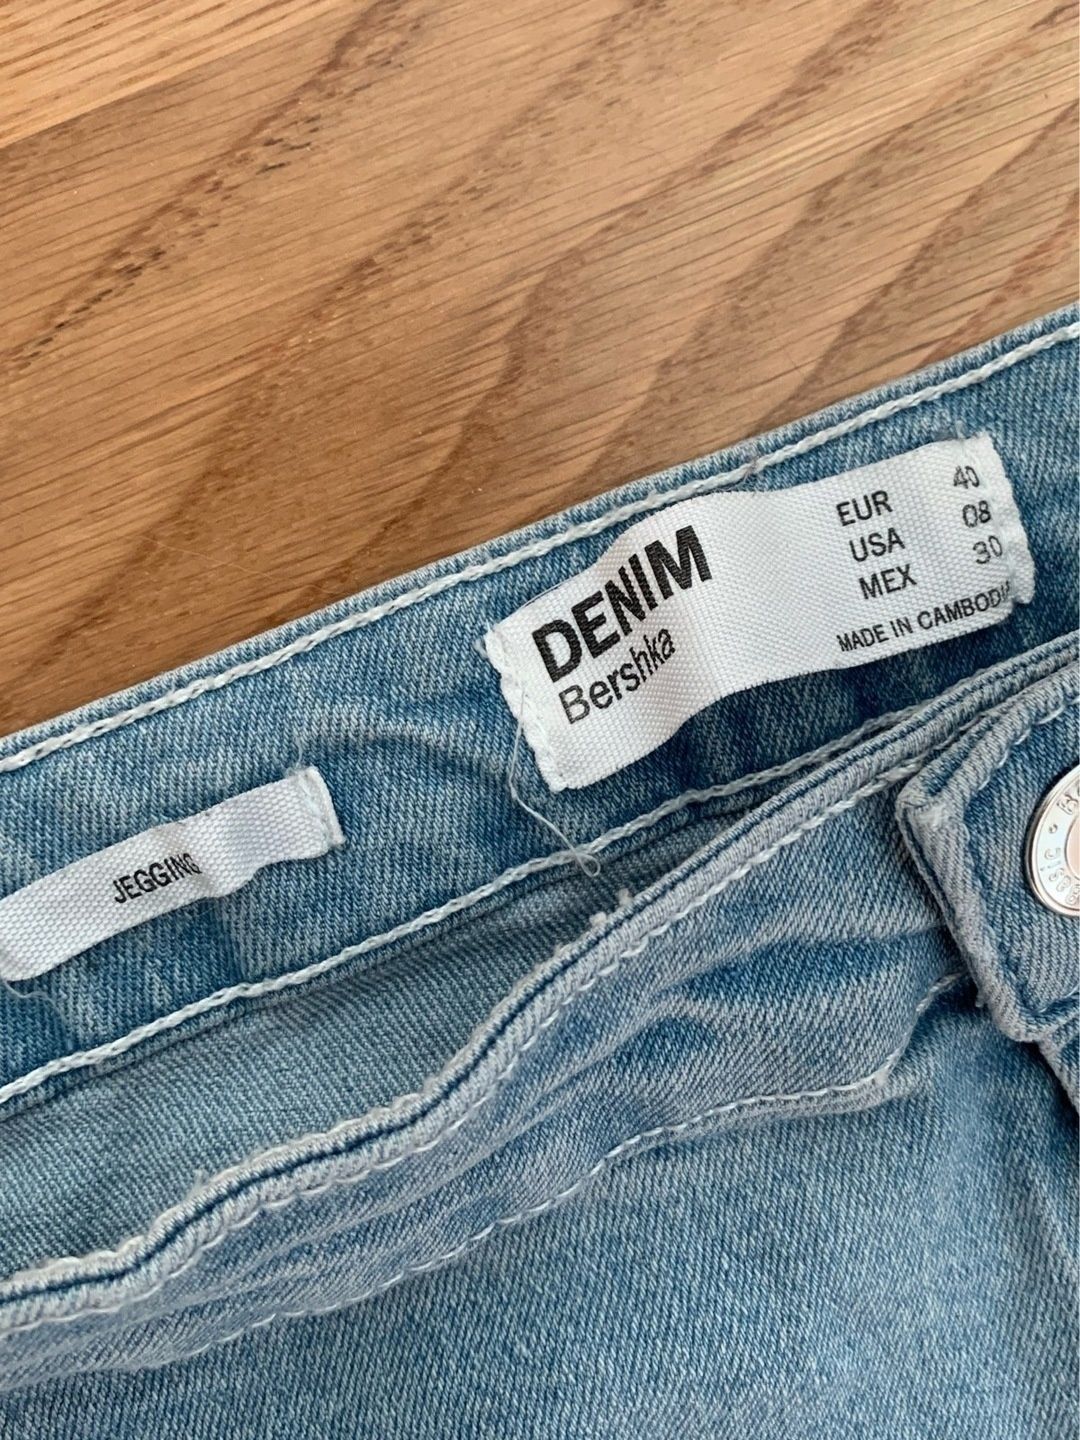 DENIM
Bershka
EUR 40
USA 08
MEX 30
MADE IN CAMBODIA
JEGGING